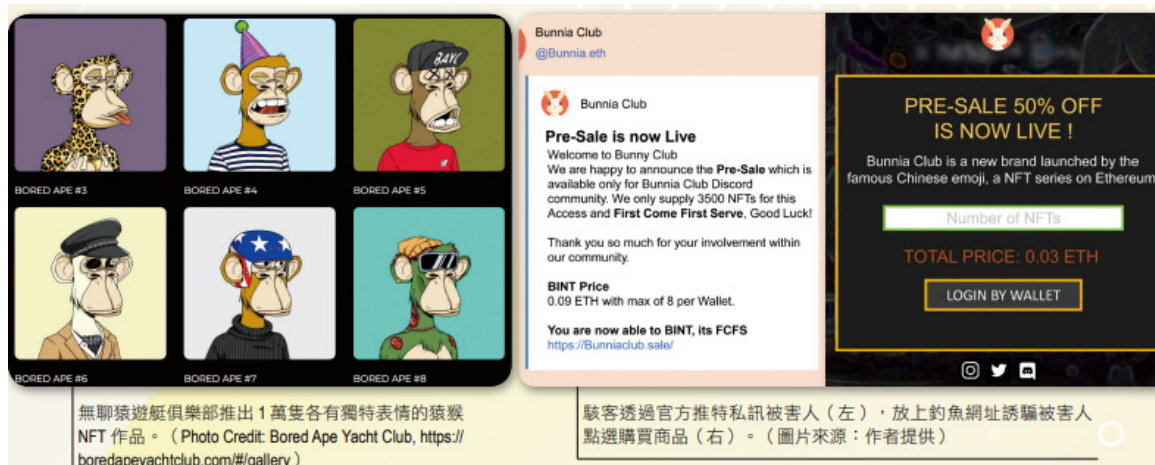 BAYC
BORED APE #3
BORED APE #4
BORED APE #5
BORED APE #6
BORED APE #7
BORED APE #8
Bunnia Club
@Bunnia.eth
Bunnia Club
Pre-Sale is now Live
Welcome to Bunny Club
We are happy to announce the Pre-Sale which is
available only for Bunnia Club Discord
community. We only supply 3500 NFTs for this
Access and First Come First Serve, Good Luck!
Thank you so much for your involvement within
our community.
BINT Price
0.09 ETH with max of 8 per Wallet.
You are now able to BINT, its FCFS
https://Bunniaclub.sale/
PRE-SALE 50% OFF
IS NOW LIVE !
Bunnia Club is a new brand launched by the
famous Chinese emoji, a NFT series on Ethereum
Number of NFTs
TOTAL PRICE: 0.03 ETH
LOGIN BY WALLET
無聊猿遊艇俱樂部推出 1 萬隻各有獨特表情的猿猴
NFT 作品。（Photo Credit: Bored Ape Yacht Club, https://
boredapeyachtclub.com/#/gallery）
駭客透過官方推特私訊被害人（左），放上釣魚網址誘騙被害人
點選購買商品（右）。（圖片來源：作者提供）